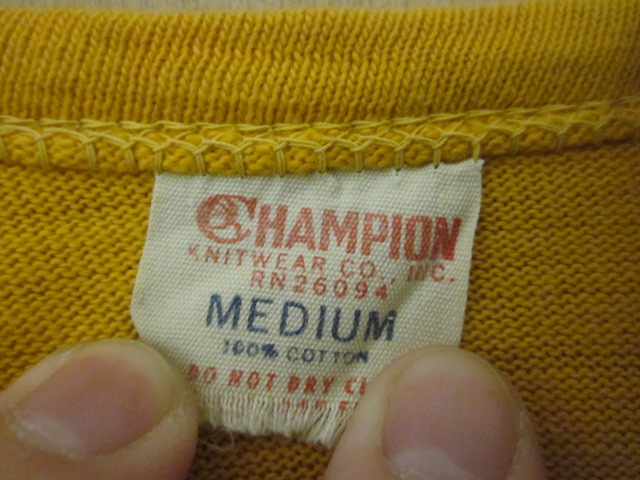 CHAMPION
KNITWEAR CO., INC.
RN26094
MEDIUM
100% COTTON
DO NOT DRY